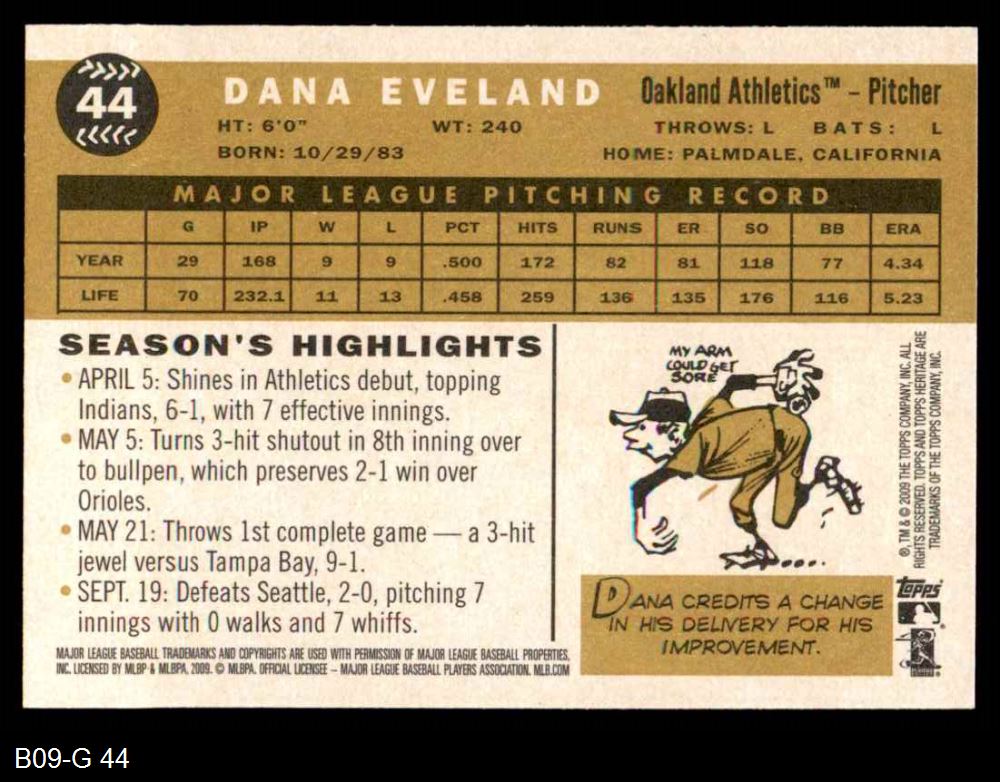 44
DANA EVELAND
Oakland Athletics™ – Pitcher
HT: 6'0" WT: 240 THROWS: L BATS: L
BORN: 10/29/83 HOME: PALMDALE, CALIFORNIA
MAJOR LEAGUE PITCHING RECORD
G IP W L PCT HITS RUNS ER SO BB ERA
YEAR 29 168 9 9 .500 172 82 81 118 77 4.34
LIFE 70 232.1 11 13 .458 259 136 135 176 116 5.23
SEASON'S HIGHLIGHTS
• APRIL 5: Shines in Athletics debut, topping
Indians, 6-1, with 7 effective innings.
• MAY 5: Turns 3-hit shutout in 8th inning over
to bullpen, which preserves 2-1 win over
Orioles.
• MAY 21: Throws 1st complete game — a 3-hit
jewel versus Tampa Bay, 9-1.
• SEPT. 19: Defeats Seattle, 2-0, pitching 7
innings with 0 walks and 7 whiffs.
MAJOR LEAGUE BASEBALL TRADEMARKS AND COPYRIGHTS ARE USED WITH PERMISSION OF MAJOR LEAGUE BASEBALL PROPERTIES,
INC. LICENSED BY MLBP & MLBPA, 2009. © MLBPA. OFFICIAL LICENSEE – MAJOR LEAGUE BASEBALL PLAYERS ASSOCIATION. MLB.COM
MY ARM
COULD GET
SORE
DANA CREDITS A CHANGE
IN HIS DELIVERY FOR HIS
IMPROVEMENT.
®, TM & © 2009 THE TOPPS COMPANY, INC. ALL
RIGHTS RESERVED. TOPPS AND TOPPS HERITAGE ARE
TRADEMARKS OF THE TOPPS COMPANY, INC.
Topps
B09-G 44